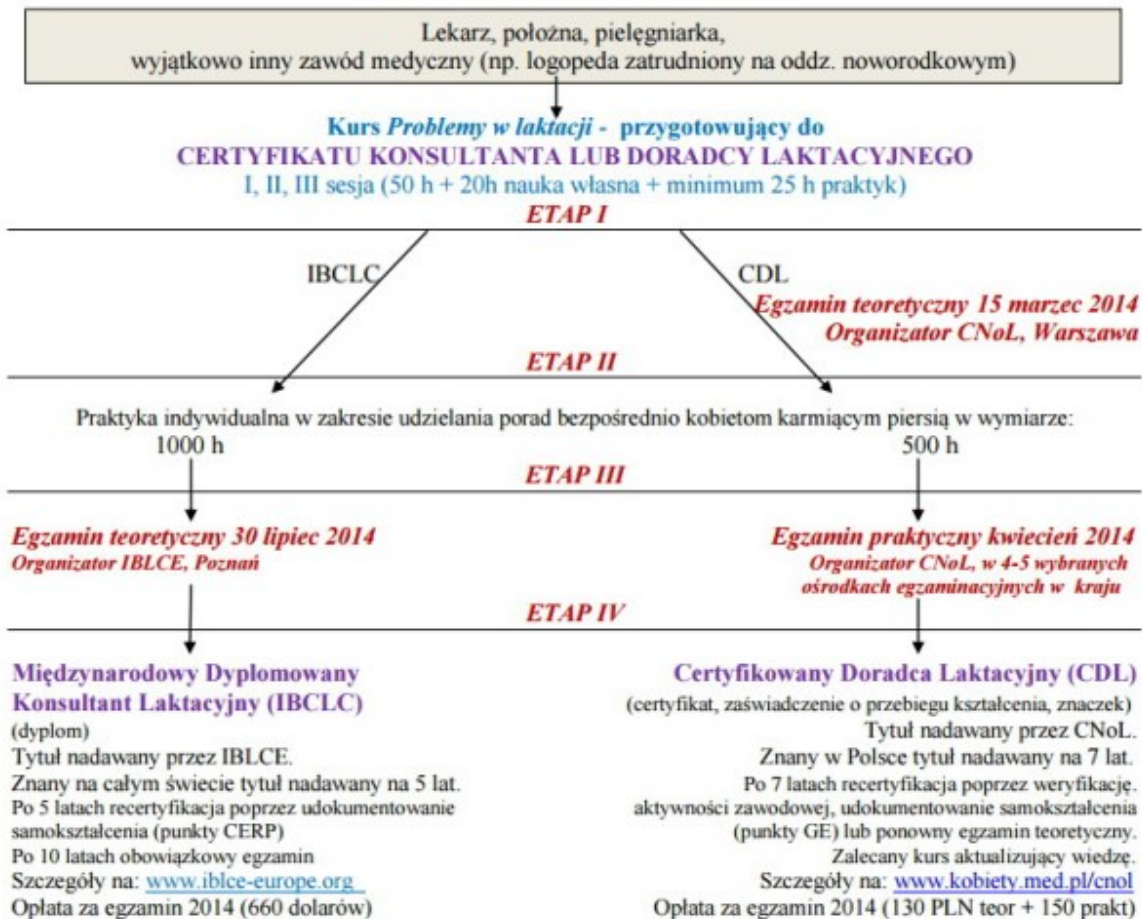 Lekarz, położna, pielęgniarka,
wyjątkowo inny zawód medyczny (np. logopeda zatrudniony na oddz. noworodkowym)
Kurs Problemy w laktacji - przygotowujący do
CERTYFIKATU KONSULTANTA LUB DORADCY LAKTACYJNEGO
I, II, III sesja (50 h + 20h nauka własna + minimum 25 h praktyk)
ETAP I
IBCLC
CDL
Egzamin teoretyczny 15 marzec 2014
Organizator CNoL, Warszawa
ETAP II
Praktyka indywidualna w zakresie udzielania porad bezpośrednio kobietom karmiącym piersią w wymiarze:
1000 h
500 h
ETAP III
Egzamin teoretyczny 30 lipiec 2014
Organizator IBLCE, Poznań
Egzamin praktyczny kwiecień 2014
Organizator CNoL, w 4-5 wybranych
ośrodkach egzaminacyjnych w kraju
ETAP IV
Międzynarodowy Dyplomowany
Konsultant Laktacyjny (IBCLC)
(dyplom)
Tytuł nadawany przez IBLCE.
Znany na całym świecie tytuł nadawany na 5 lat.
Po 5 latach recertyfikacja poprzez udokumentowanie
samokształcenia (punkty CERP)
Po 10 latach obowiązkowy egzamin
Szczegóły na: www.iblce-europe.org
Opłata za egzamin 2014 (660 dolarów)
Certyfikowany Doradca Laktacyjny (CDL)
(certyfikat, zaświadczenie o przebiegu kształcenia, znaczek)
Tytuł nadawany przez CNoL.
Znany w Polsce tytuł nadawany na 7 lat.
Po 7 latach recertyfikacja poprzez weryfikację.
aktywności zawodowej, udokumentowanie samokształcenia
(punkty GE) lub ponowny egzamin teoretyczny.
Zalecany kurs aktualizujący wiedzę.
Szczegóły na: www.kobiety.med.pl/cnol
Opłata za egzamin 2014 (130 PLN teor + 150 prakt)